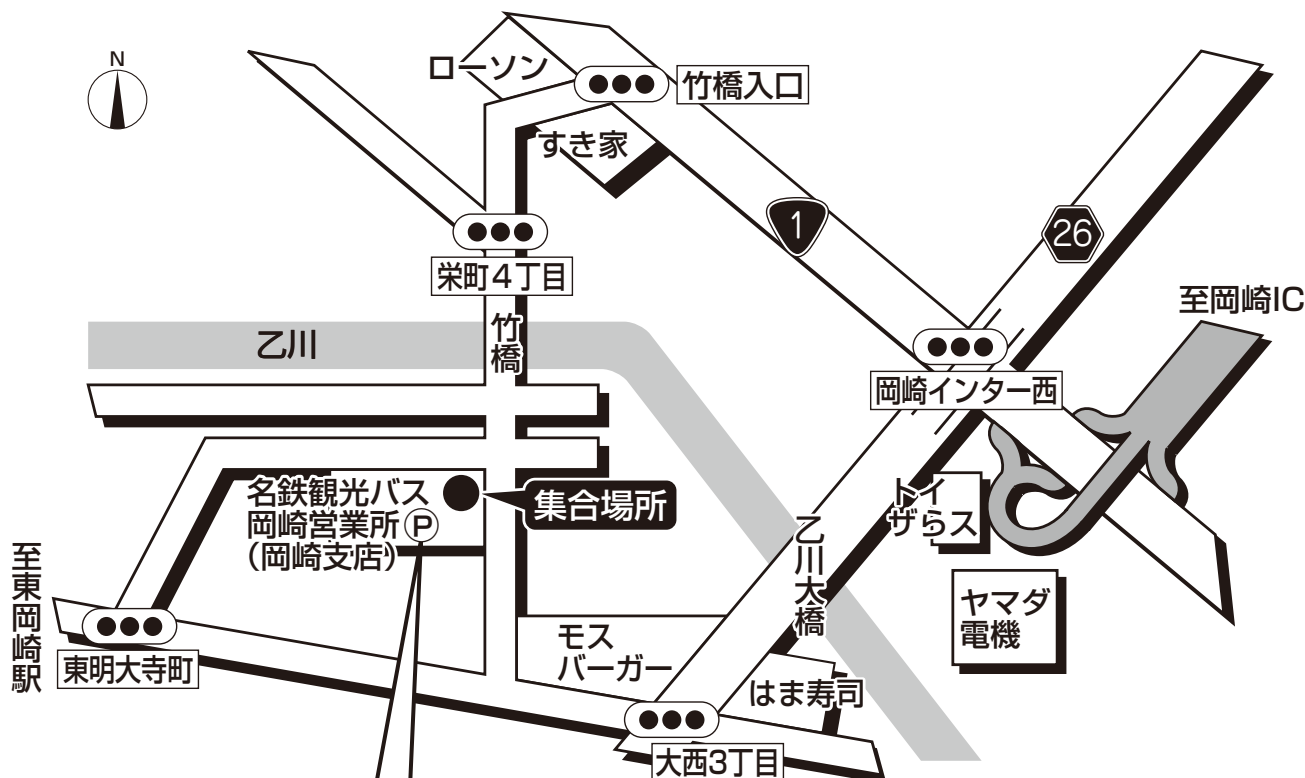 N
ローソン
竹橋入口
すき家
1
26
栄町4丁目
至岡崎IC
乙川
竹橋
岡崎インター西
名鉄観光バス
岡崎営業所 P
(岡崎支店)
集合場所
トイ
ザらス
乙川大橋
至東岡崎駅
ヤマダ
電機
モス
バーガー
東明大寺町
はま寿司
大西3丁目